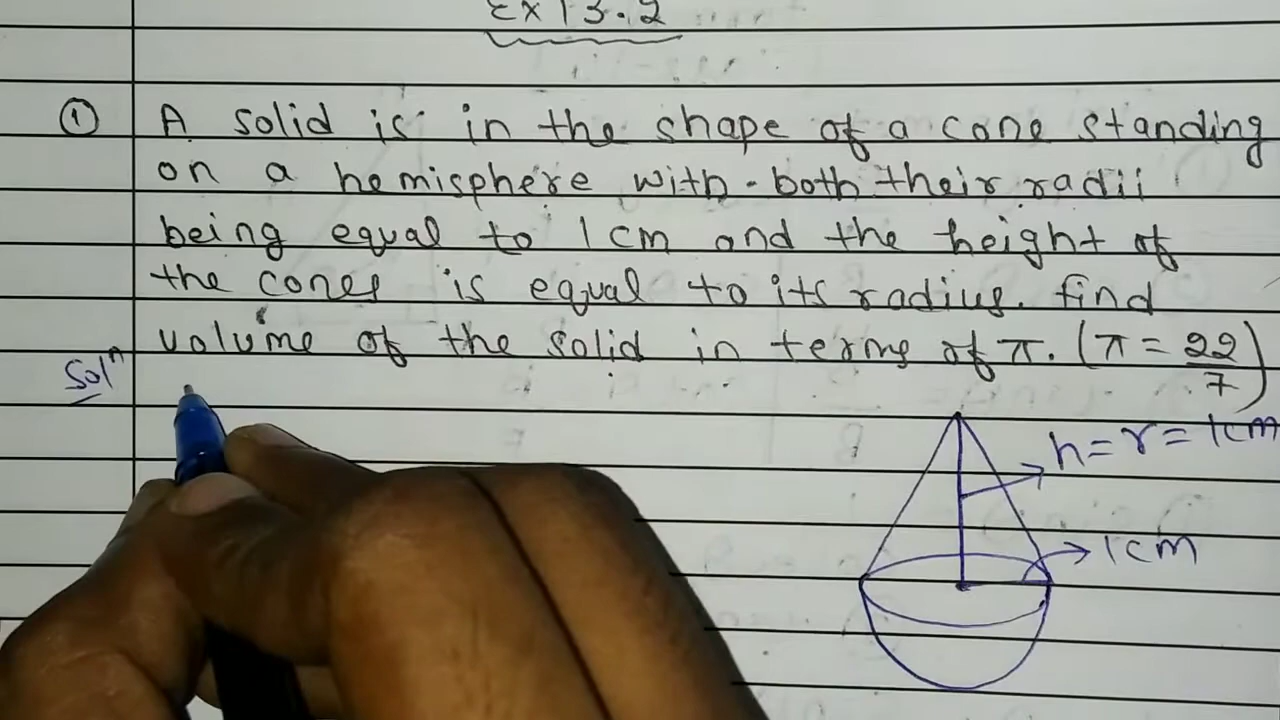 Ex 13.2
① A solid is in the shape of a cone standing
on a hemisphere with both their radii
being equal to 1 cm and the height of
the cones is equal to its radius. find
volume of the solid in terms of π. (π = 22/7)
Solⁿ
h = r = 1cm
1cm